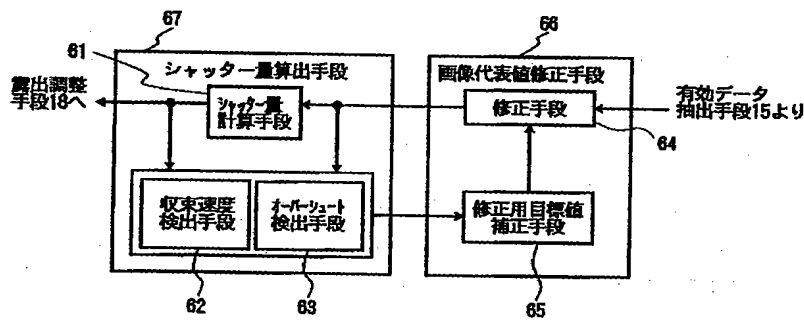 67
66
61
シャッター量算出手段
画像代表値修正手段
露出調整
手段18へ
シャッター量
計算手段
修正手段
有効データ
抽出手段15より
64
収束速度
検出手段
オーバーシュート
検出手段
修正用目標値
補正手段
62
63
65